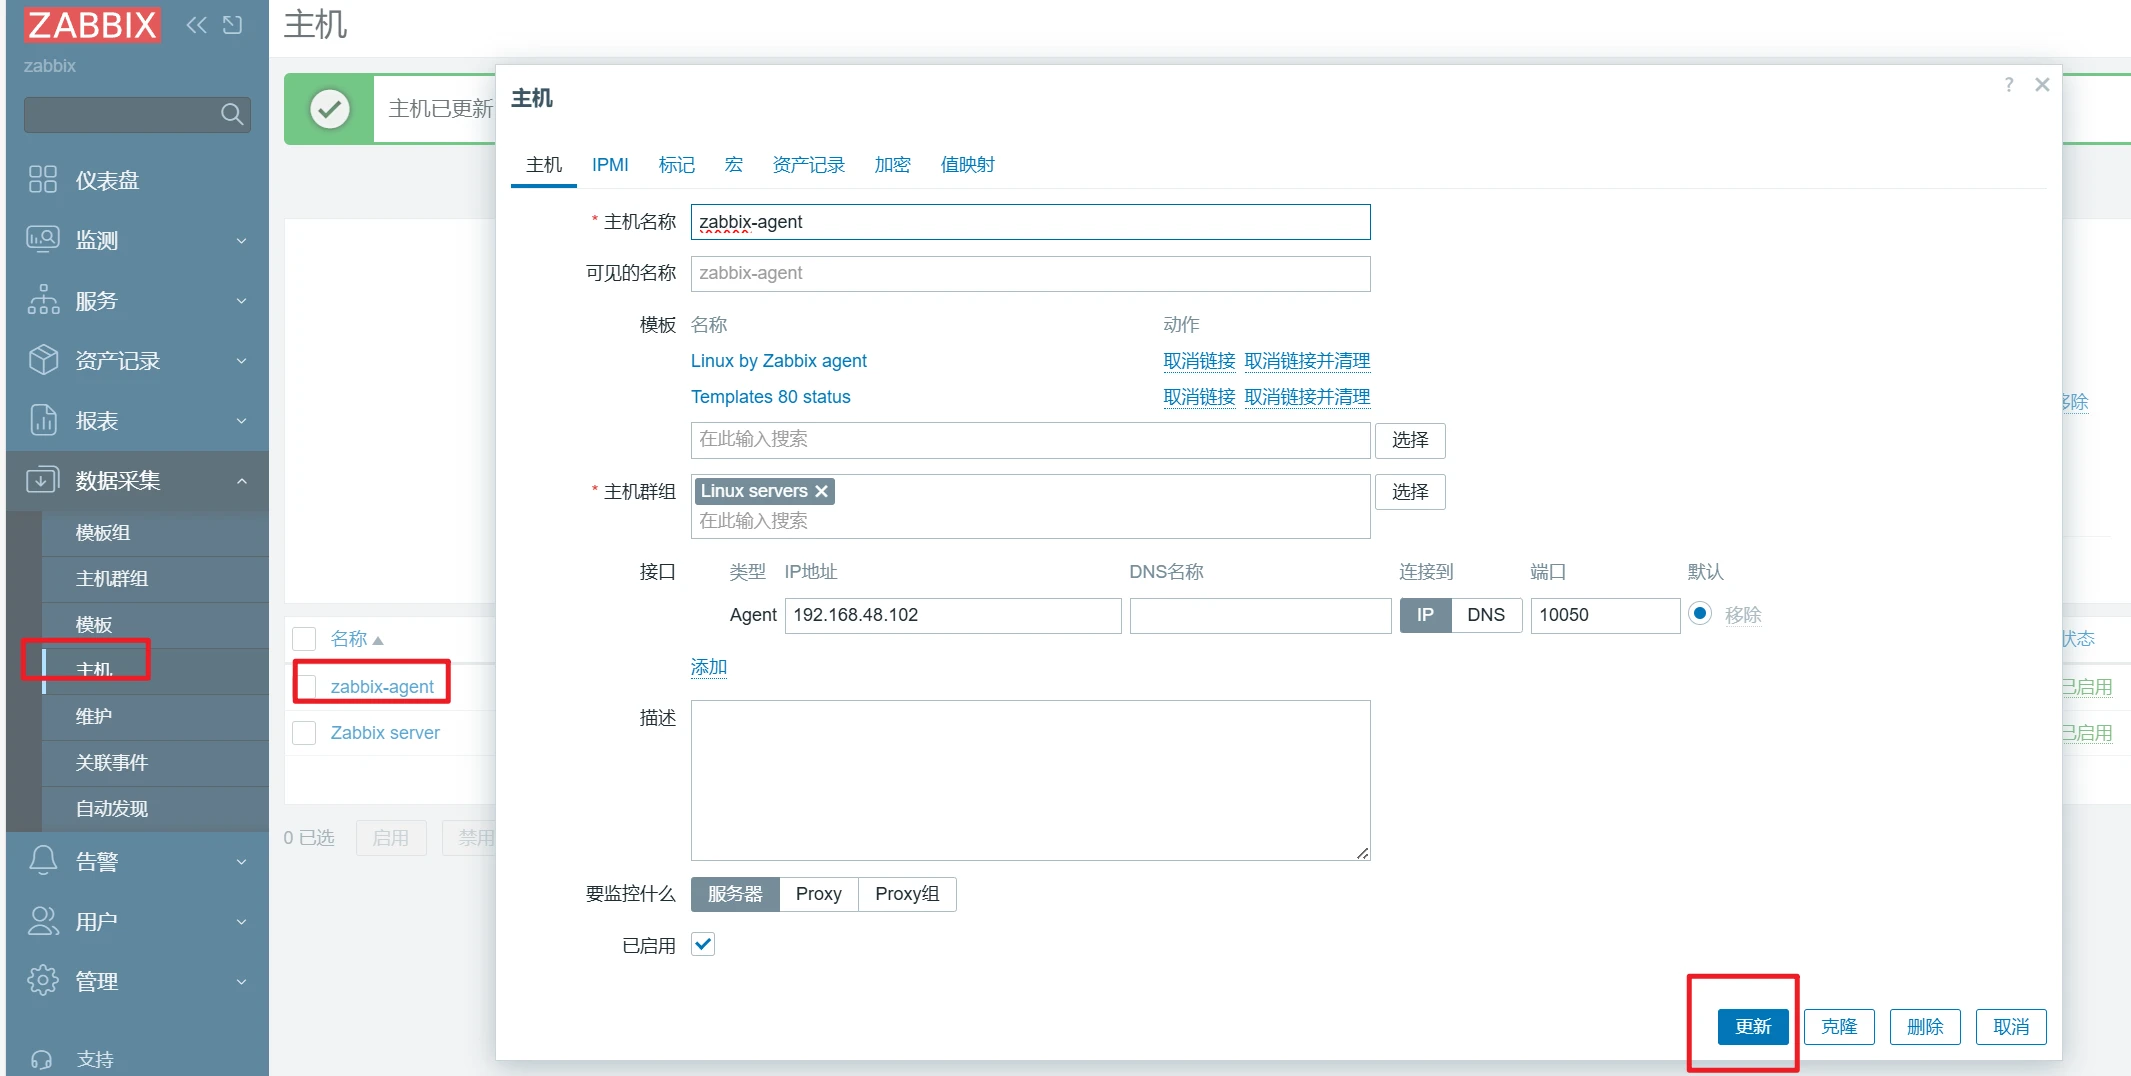 ZABBIX
zabbix
仪表盘
监测
服务
资产记录
报表
数据采集
模板组
主机群组
模板
主机
维护
关联事件
自动发现
告警
用户
管理
支持
主机
主机已更新
名称
zabbix-agent
Zabbix server
0 已选
启用
禁用
主机
?
主机 IPMI 标记 宏 资产记录 加密 值映射
* 主机名称 zabbix-agent
可见的名称 zabbix-agent
模板 名称 动作
Linux by Zabbix agent 取消链接 取消链接并清理
Templates 80 status 取消链接 取消链接并清理
在此输入搜索 选择
* 主机群组 Linux servers 选择
在此输入搜索
接口 类型 IP地址 DNS名称 连接到 端口 默认
Agent 192.168.48.102 IP DNS 10050 移除
添加
描述
要监控什么 服务器 Proxy Proxy组
已启用
更新 克隆 删除 取消
移除
状态
已启用
已启用